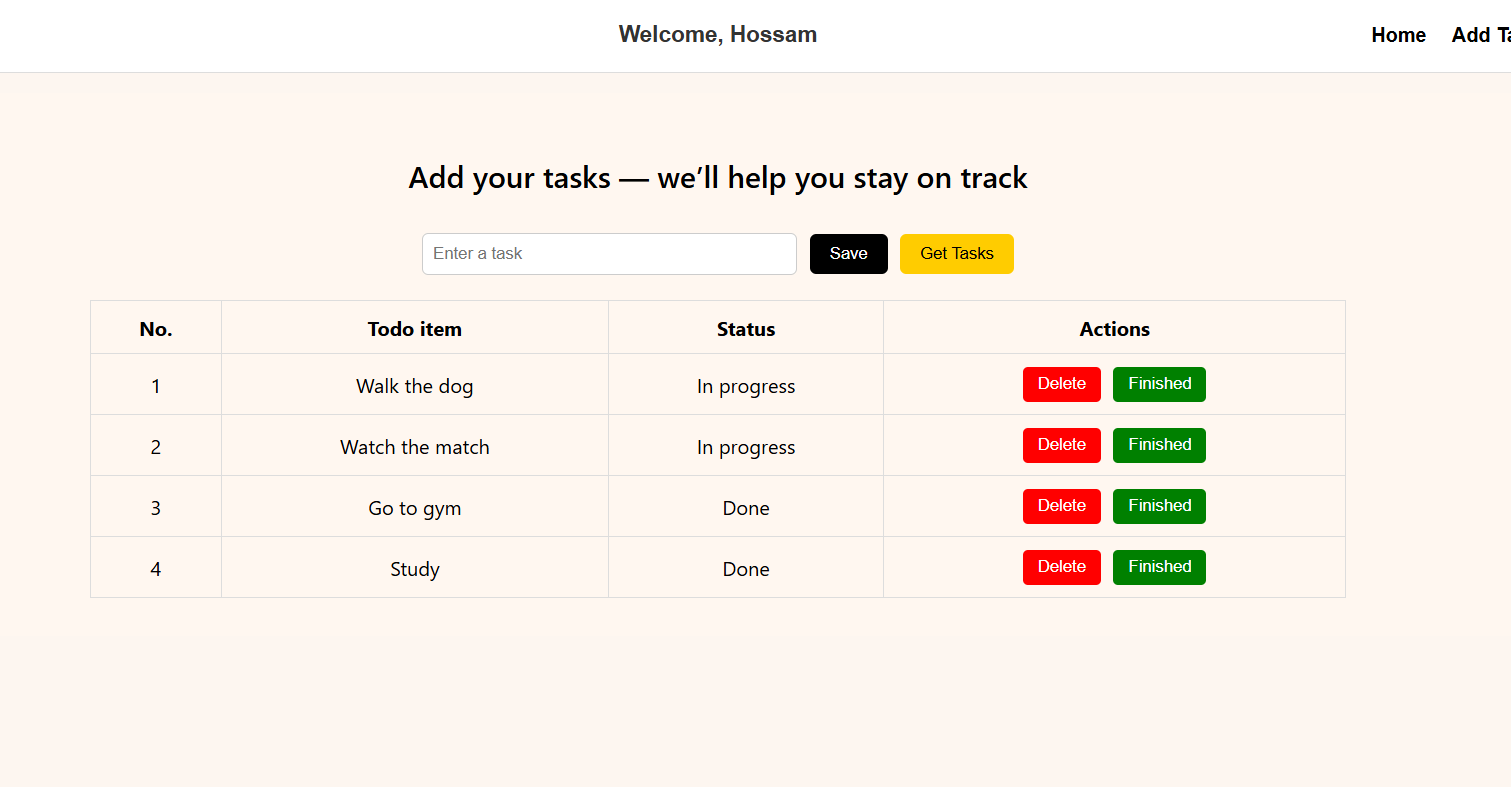 Welcome, Hossam Home Add Ta
Add your tasks — we’ll help you stay on track
Enter a task Save Get Tasks
No. Todo item Status Actions
1 Walk the dog In progress Delete Finished
2 Watch the match In progress Delete Finished
3 Go to gym Done Delete Finished
4 Study Done Delete Finished